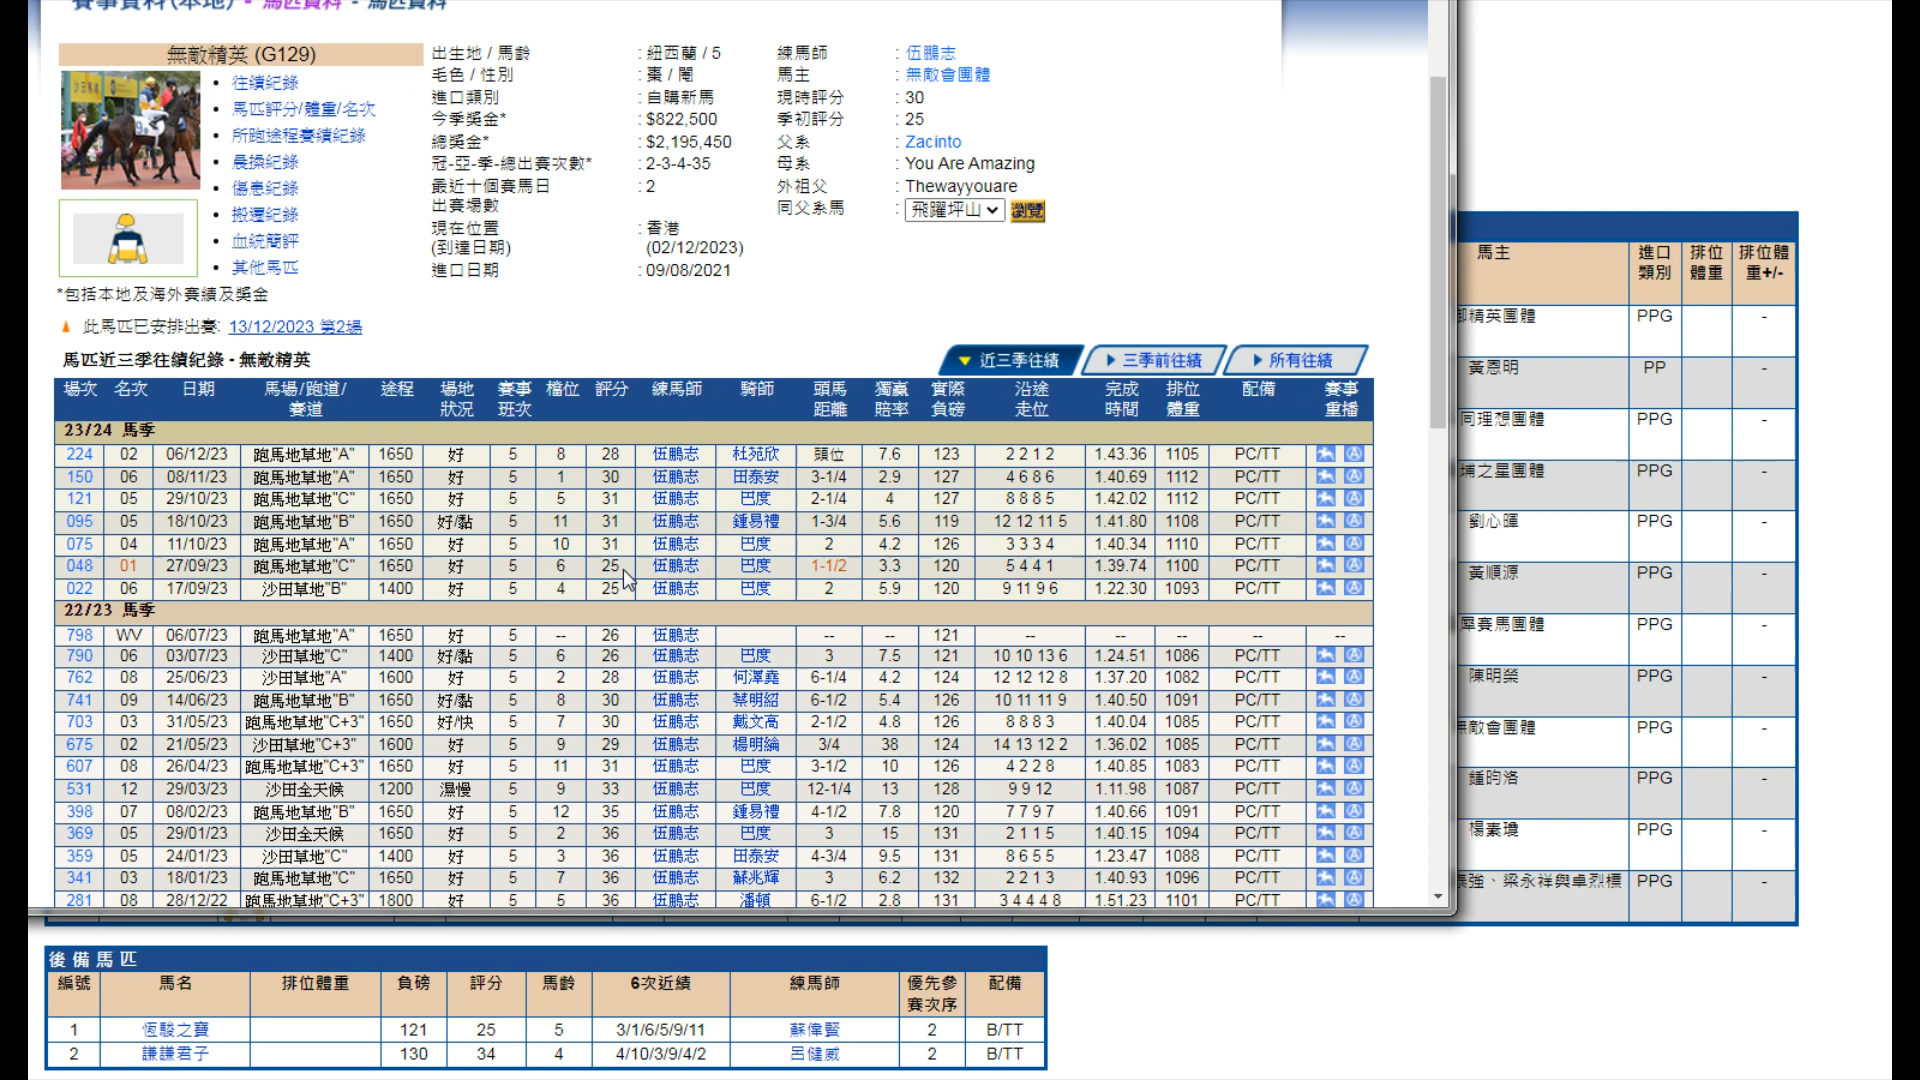 賽事資料(本地) - 馬匹資料 - 馬匹資料
無敵精英 (G129)
往績紀錄
馬匹評分/體重/名次
所跑途程賽績紀錄
晨操紀錄
傷患紀錄
搬遷紀錄
血統簡評
其他馬匹
出生地 / 馬齡 : 紐西蘭 / 5
毛色 / 性別 : 棗 / 閹
進口類別 : 自購新馬
今季獎金* : $822,500
總獎金* : $2,195,450
冠-亞-季-總出賽次數* : 2-3-4-35
最近十個賽馬日 : 2
出賽場數
現在位置 : 香港
(到達日期) (02/12/2023)
進口日期 : 09/08/2021
練馬師 : 伍鵬志
馬主 : 無敵會團體
現時評分 : 30
季初評分 : 25
父系 : Zacinto
母系 : You Are Amazing
外祖父 : Thewayyouare
同父系馬 : 飛躍坪山 瀏覽
*包括本地及海外賽績及獎金
此馬匹已安排出賽: 13/12/2023 第2場
馬匹近三季往績紀錄 - 無敵精英
近三季往績 三季前往績 所有往績
場次 名次 日期 馬場/跑道/賽道 途程 場地狀況 賽事班次 檔位 評分 練馬師 騎師 頭馬距離 獨贏賠率 實際負磅 沿途走位 完成時間 排位體重 配備 賽事重播
23/24 馬季
224 02 06/12/23 跑馬地草地"A" 1650 好 5 8 28 伍鵬志 杜苑欣 頭位 7.6 123 2 2 1 2 1.43.36 1105 PC/TT
150 06 08/11/23 跑馬地草地"A" 1650 好 5 1 30 伍鵬志 田泰安 3-1/4 2.9 127 4 6 8 6 1.40.69 1112 PC/TT
121 05 29/10/23 跑馬地草地"C" 1650 好 5 5 31 伍鵬志 巴度 2-1/4 4 127 8 8 8 5 1.42.02 1112 PC/TT
095 05 18/10/23 跑馬地草地"B" 1650 好/黏 5 11 31 伍鵬志 鍾易禮 1-3/4 5.6 119 12 12 11 5 1.41.80 1108 PC/TT
075 04 11/10/23 跑馬地草地"A" 1650 好 5 10 31 伍鵬志 巴度 2 4.2 126 3 3 3 4 1.40.34 1110 PC/TT
048 01 27/09/23 跑馬地草地"C" 1650 好 5 6 25 伍鵬志 巴度 1-1/2 3.3 120 5 4 4 1 1.39.74 1100 PC/TT
022 06 17/09/23 沙田草地"B" 1400 好 5 4 25 伍鵬志 巴度 2 5.9 120 9 11 9 6 1.22.30 1093 PC/TT
22/23 馬季
798 WV 06/07/23 跑馬地草地"A" 1650 好 5 -- 26 伍鵬志 -- -- 121 -- -- -- -- --
790 06 03/07/23 沙田草地"C" 1400 好/黏 5 6 26 伍鵬志 巴度 3 7.5 121 10 10 13 6 1.24.51 1086 PC/TT
762 08 25/06/23 沙田草地"A" 1600 好 5 2 28 伍鵬志 何澤堯 6-1/4 4.2 124 12 12 12 8 1.37.20 1082 PC/TT
741 09 14/06/23 跑馬地草地"B" 1650 好/黏 5 8 30 伍鵬志 蔡明紹 6-1/2 5.4 126 10 11 11 9 1.40.50 1091 PC/TT
703 03 31/05/23 跑馬地草地"C+3" 1650 好/快 5 7 30 伍鵬志 戴文高 2-1/2 4.8 126 8 8 8 3 1.40.04 1085 PC/TT
675 02 21/05/23 沙田草地"C+3" 1600 好 5 9 29 伍鵬志 楊明綸 3/4 38 124 14 13 12 2 1.36.02 1085 PC/TT
607 08 26/04/23 跑馬地草地"C+3" 1650 好 5 11 31 伍鵬志 巴度 3-1/2 10 126 4 2 2 8 1.40.85 1083 PC/TT
531 12 29/03/23 沙田全天候 1200 濕慢 5 9 33 伍鵬志 巴度 12-1/4 13 128 9 9 12 1.11.98 1087 PC/TT
398 07 08/02/23 跑馬地草地"B" 1650 好 5 12 35 伍鵬志 鍾易禮 4-1/2 7.8 120 7 7 9 7 1.40.66 1091 PC/TT
369 05 29/01/23 沙田全天候 1650 好 5 2 36 伍鵬志 巴度 3 15 131 2 1 1 5 1.40.15 1094 PC/TT
359 05 24/01/23 沙田草地"C" 1400 好 5 3 36 伍鵬志 田泰安 4-3/4 9.5 131 8 6 5 5 1.23.47 1088 PC/TT
341 03 18/01/23 跑馬地草地"C" 1650 好 5 7 36 伍鵬志 蘇兆輝 3 6.2 132 2 2 1 3 1.40.93 1096 PC/TT
281 08 28/12/22 跑馬地草地"C+3" 1800 好 5 5 36 伍鵬志 潘頓 6-1/2 2.8 131 3 4 4 4 8 1.51.23 1101 PC/TT
馬主 進口類別 排位體重 排位體重+/-
精英團體 PPG -
黃恩明 PP -
同理想團體 PPG -
埔之星團體 PPG -
劉心暉 PPG -
黃順源 PPG -
賽馬團體 PPG -
陳明榮 PPG -
無敵會團體 PPG -
鍾昀洛 PPG -
楊素瓊 PPG -
強、梁永祥與卓烈標 PPG -
後備馬匹
編號 馬名 排位體重 負磅 評分 馬齡 6次近績 練馬師 優先參賽次序 配備
1 恆駿之寶 121 25 5 3/1/6/5/9/11 蘇偉賢 2 B/TT
2 謙謙君子 130 34 4 4/10/3/9/4/2 呂健威 2 B/TT